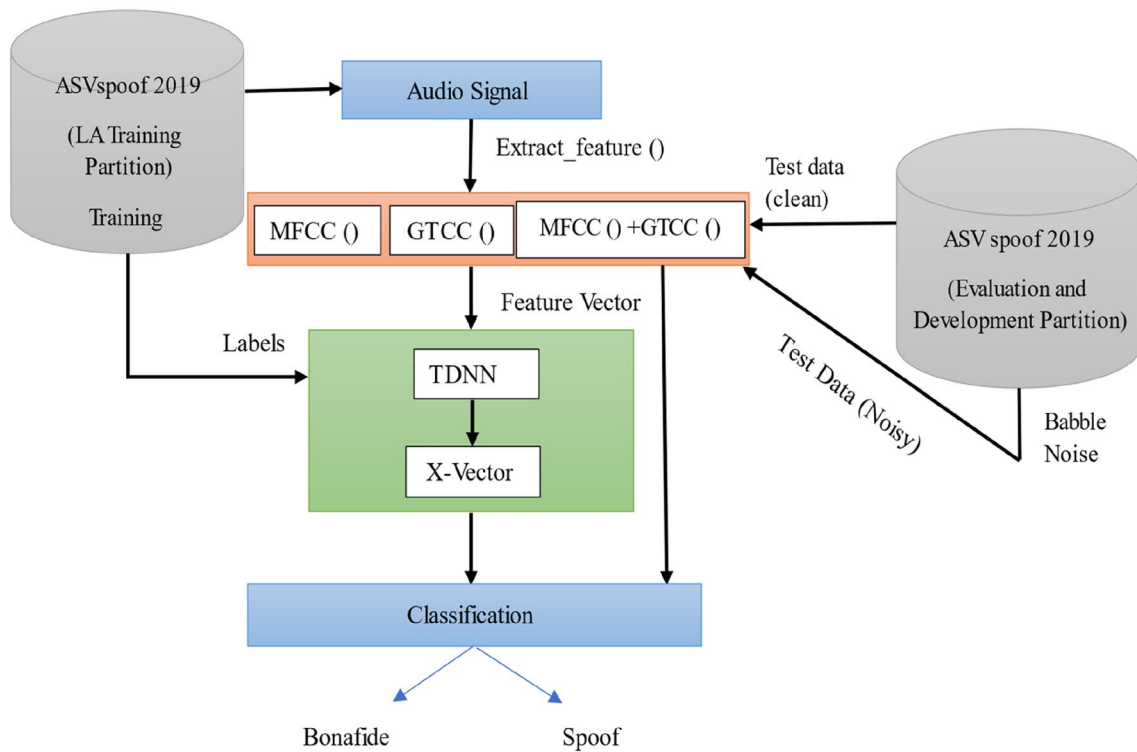 ASVspoof 2019
(LA Training
Partition)
Training
Audio Signal
Extract_feature ()
Test data
(clean)
MFCC ()
GTCC ()
MFCC () +GTCC ()
ASV spoof 2019
(Evaluation and
Development Partition)
Feature Vector
Labels
TDNN
X-Vector
Test Data (Noisy)
Babble
Noise
Classification
Bonafide
Spoof